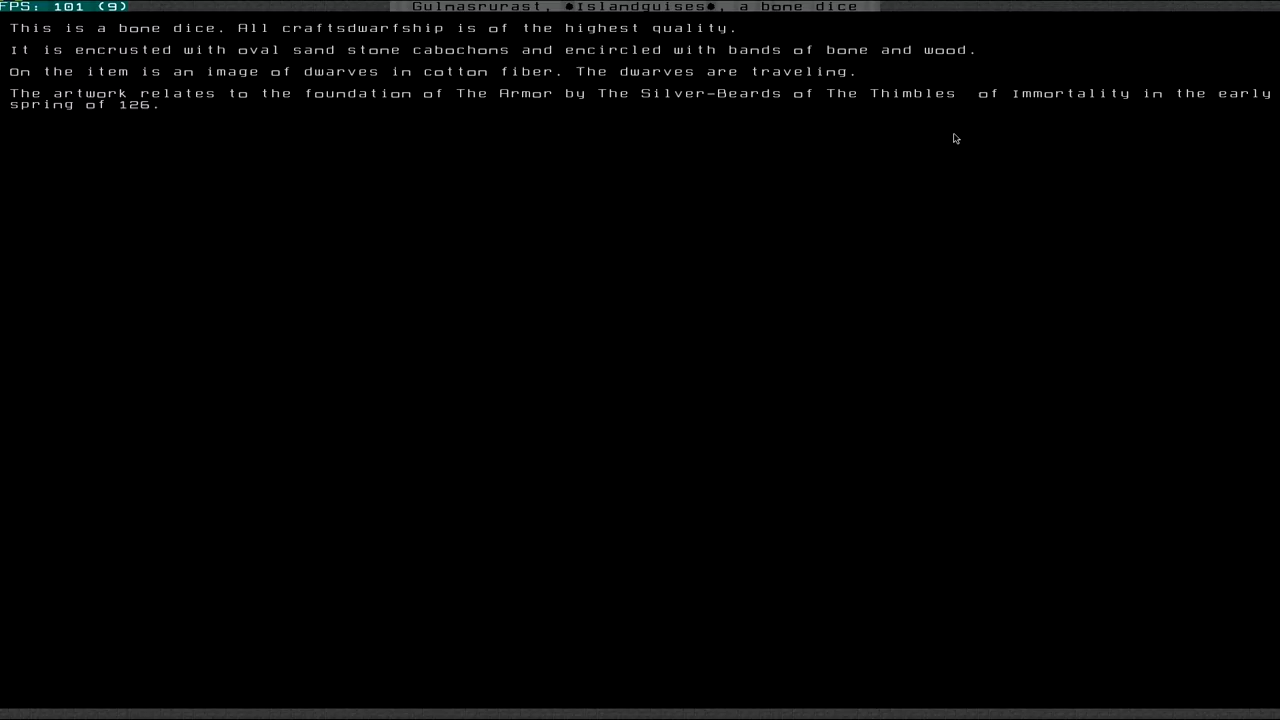 FPS: 101 (9)
Gulnasrurast, ☼Islandguises☼, a bone dice
This is a bone dice. All craftsdwarfship is of the highest quality.
It is encrusted with oval sand stone cabochons and encircled with bands of bone and wood.
On the item is an image of dwarves in cotton fiber. The dwarves are traveling.
The artwork relates to the foundation of The Armor by The Silver-Beards of The Thimbles  of Immortality in the early
spring of 126.